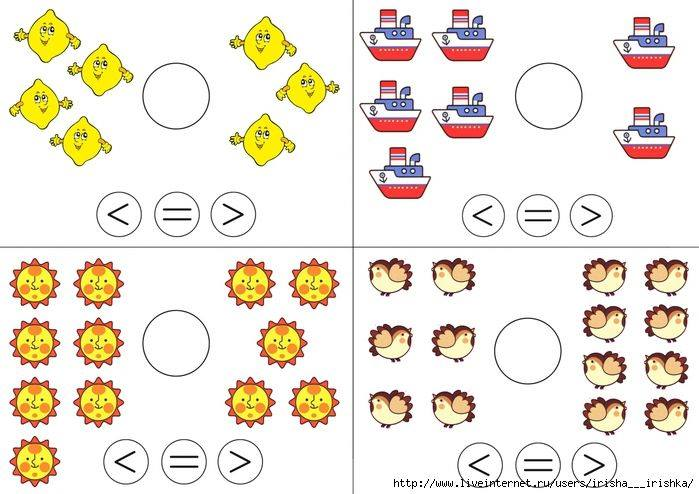 < = >
< = >
< = >
< = >
http://www.liveinternet.ru/users/irisha___irishka/